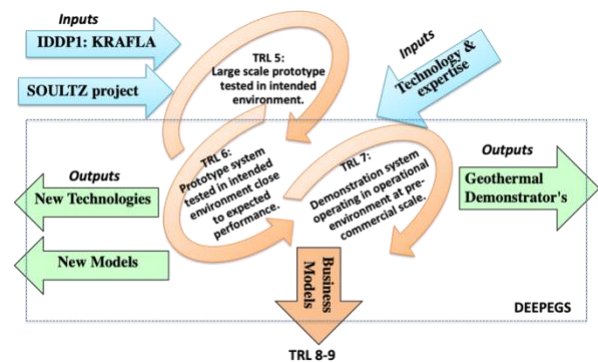 Inputs
IDDP1: KRAFLA
SOULTZ project
TRL 5:
Large scale prototype
tested in intended
environment.
Inputs
Technology &
expertise
TRL 6:
Prototype system
tested in intended
environment close
to expected
performance.
TRL 7:
Demonstration system
operating in operational
environment at pre-
commercial scale.
Outputs
New Technologies
New Models
Outputs
Geothermal
Demonstrator's
Business
Models
DEEPEGS
TRL 8-9